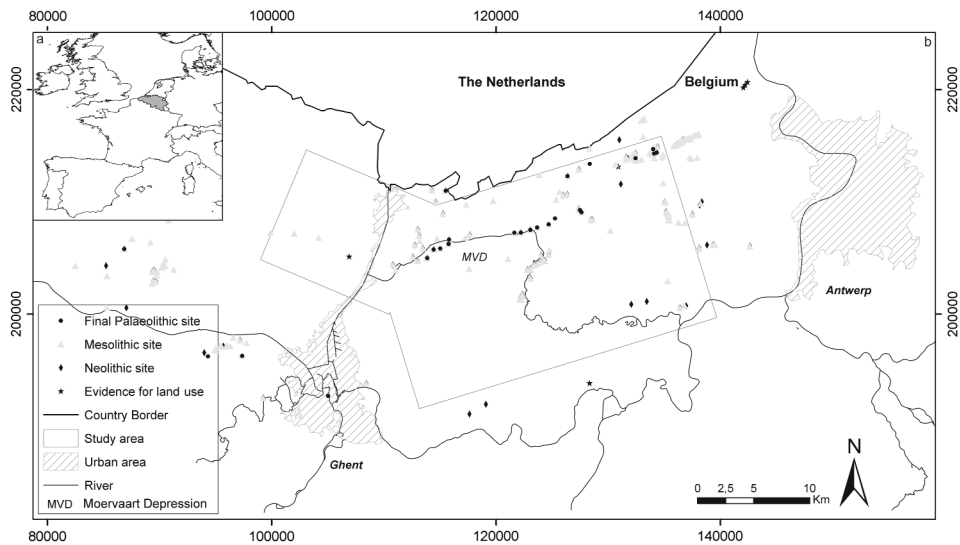 80000 100000 120000 140000
a
b
The Netherlands
Belgium
220000
220000
MVD
Antwerp
200000
200000
Final Palaeolithic site
Mesolithic site
Neolithic site
Evidence for land use
Country Border
Study area
Urban area
River
MVD Moervaart Depression
Ghent
N
0 2,5 5 10
Km
80000 100000 120000 140000